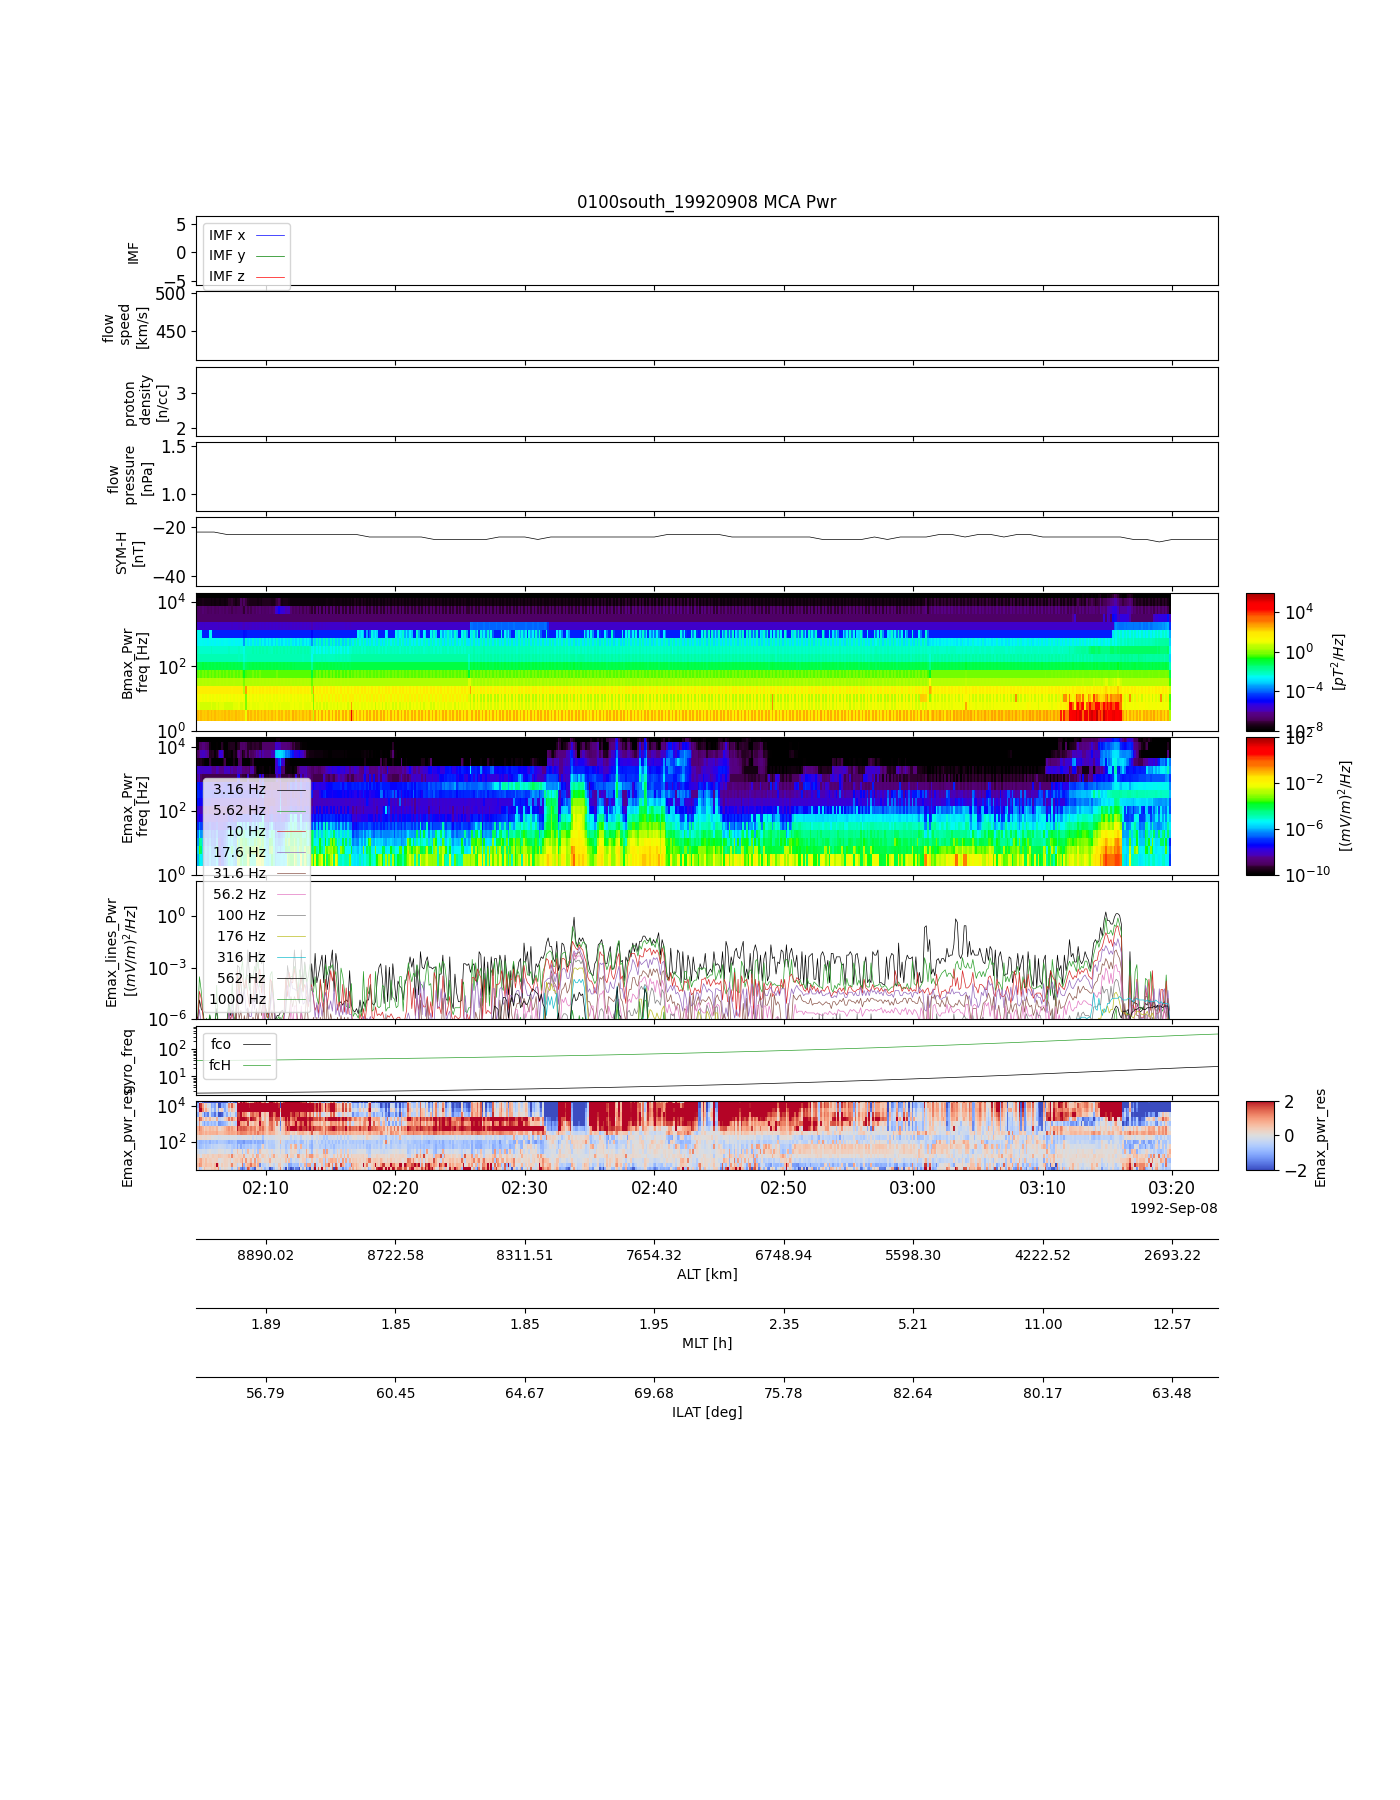 0100south_19920908 MCA Pwr
5
0
−5
IMF
IMF x
IMF y
IMF z
500
450
flow
speed
[km/s]
3
2
proton
density
[n/cc]
1.5
1.0
flow
pressure
[nPa]
−20
−40
SYM-H
[nT]
10^4
10^2
10^0
Bmax_Pwr
freq [Hz]
10^4
10^0
10^−4
10^−8
[pT^2/Hz]
10^4
10^2
10^0
Emax_Pwr
freq [Hz]
10^2
10^−2
10^−6
10^−10
[(mV/m)^2/Hz]
3.16 Hz
5.62 Hz
10 Hz
17.6 Hz
31.6 Hz
56.2 Hz
100 Hz
176 Hz
316 Hz
562 Hz
1000 Hz
10^0
10^−3
10^−6
Emax_lines_Pwr
[(mV/m)^2/Hz]
10^2
10^1
gyro_freq
fco
fcH
10^4
10^2
Emax_pwr_res
2
0
−2
Emax_pwr_res
02:10 02:20 02:30 02:40 02:50 03:00 03:10 03:20
1992-Sep-08
8890.02 8722.58 8311.51 7654.32 6748.94 5598.30 4222.52 2693.22
ALT [km]
1.89 1.85 1.85 1.95 2.35 5.21 11.00 12.57
MLT [h]
56.79 60.45 64.67 69.68 75.78 82.64 80.17 63.48
ILAT [deg]